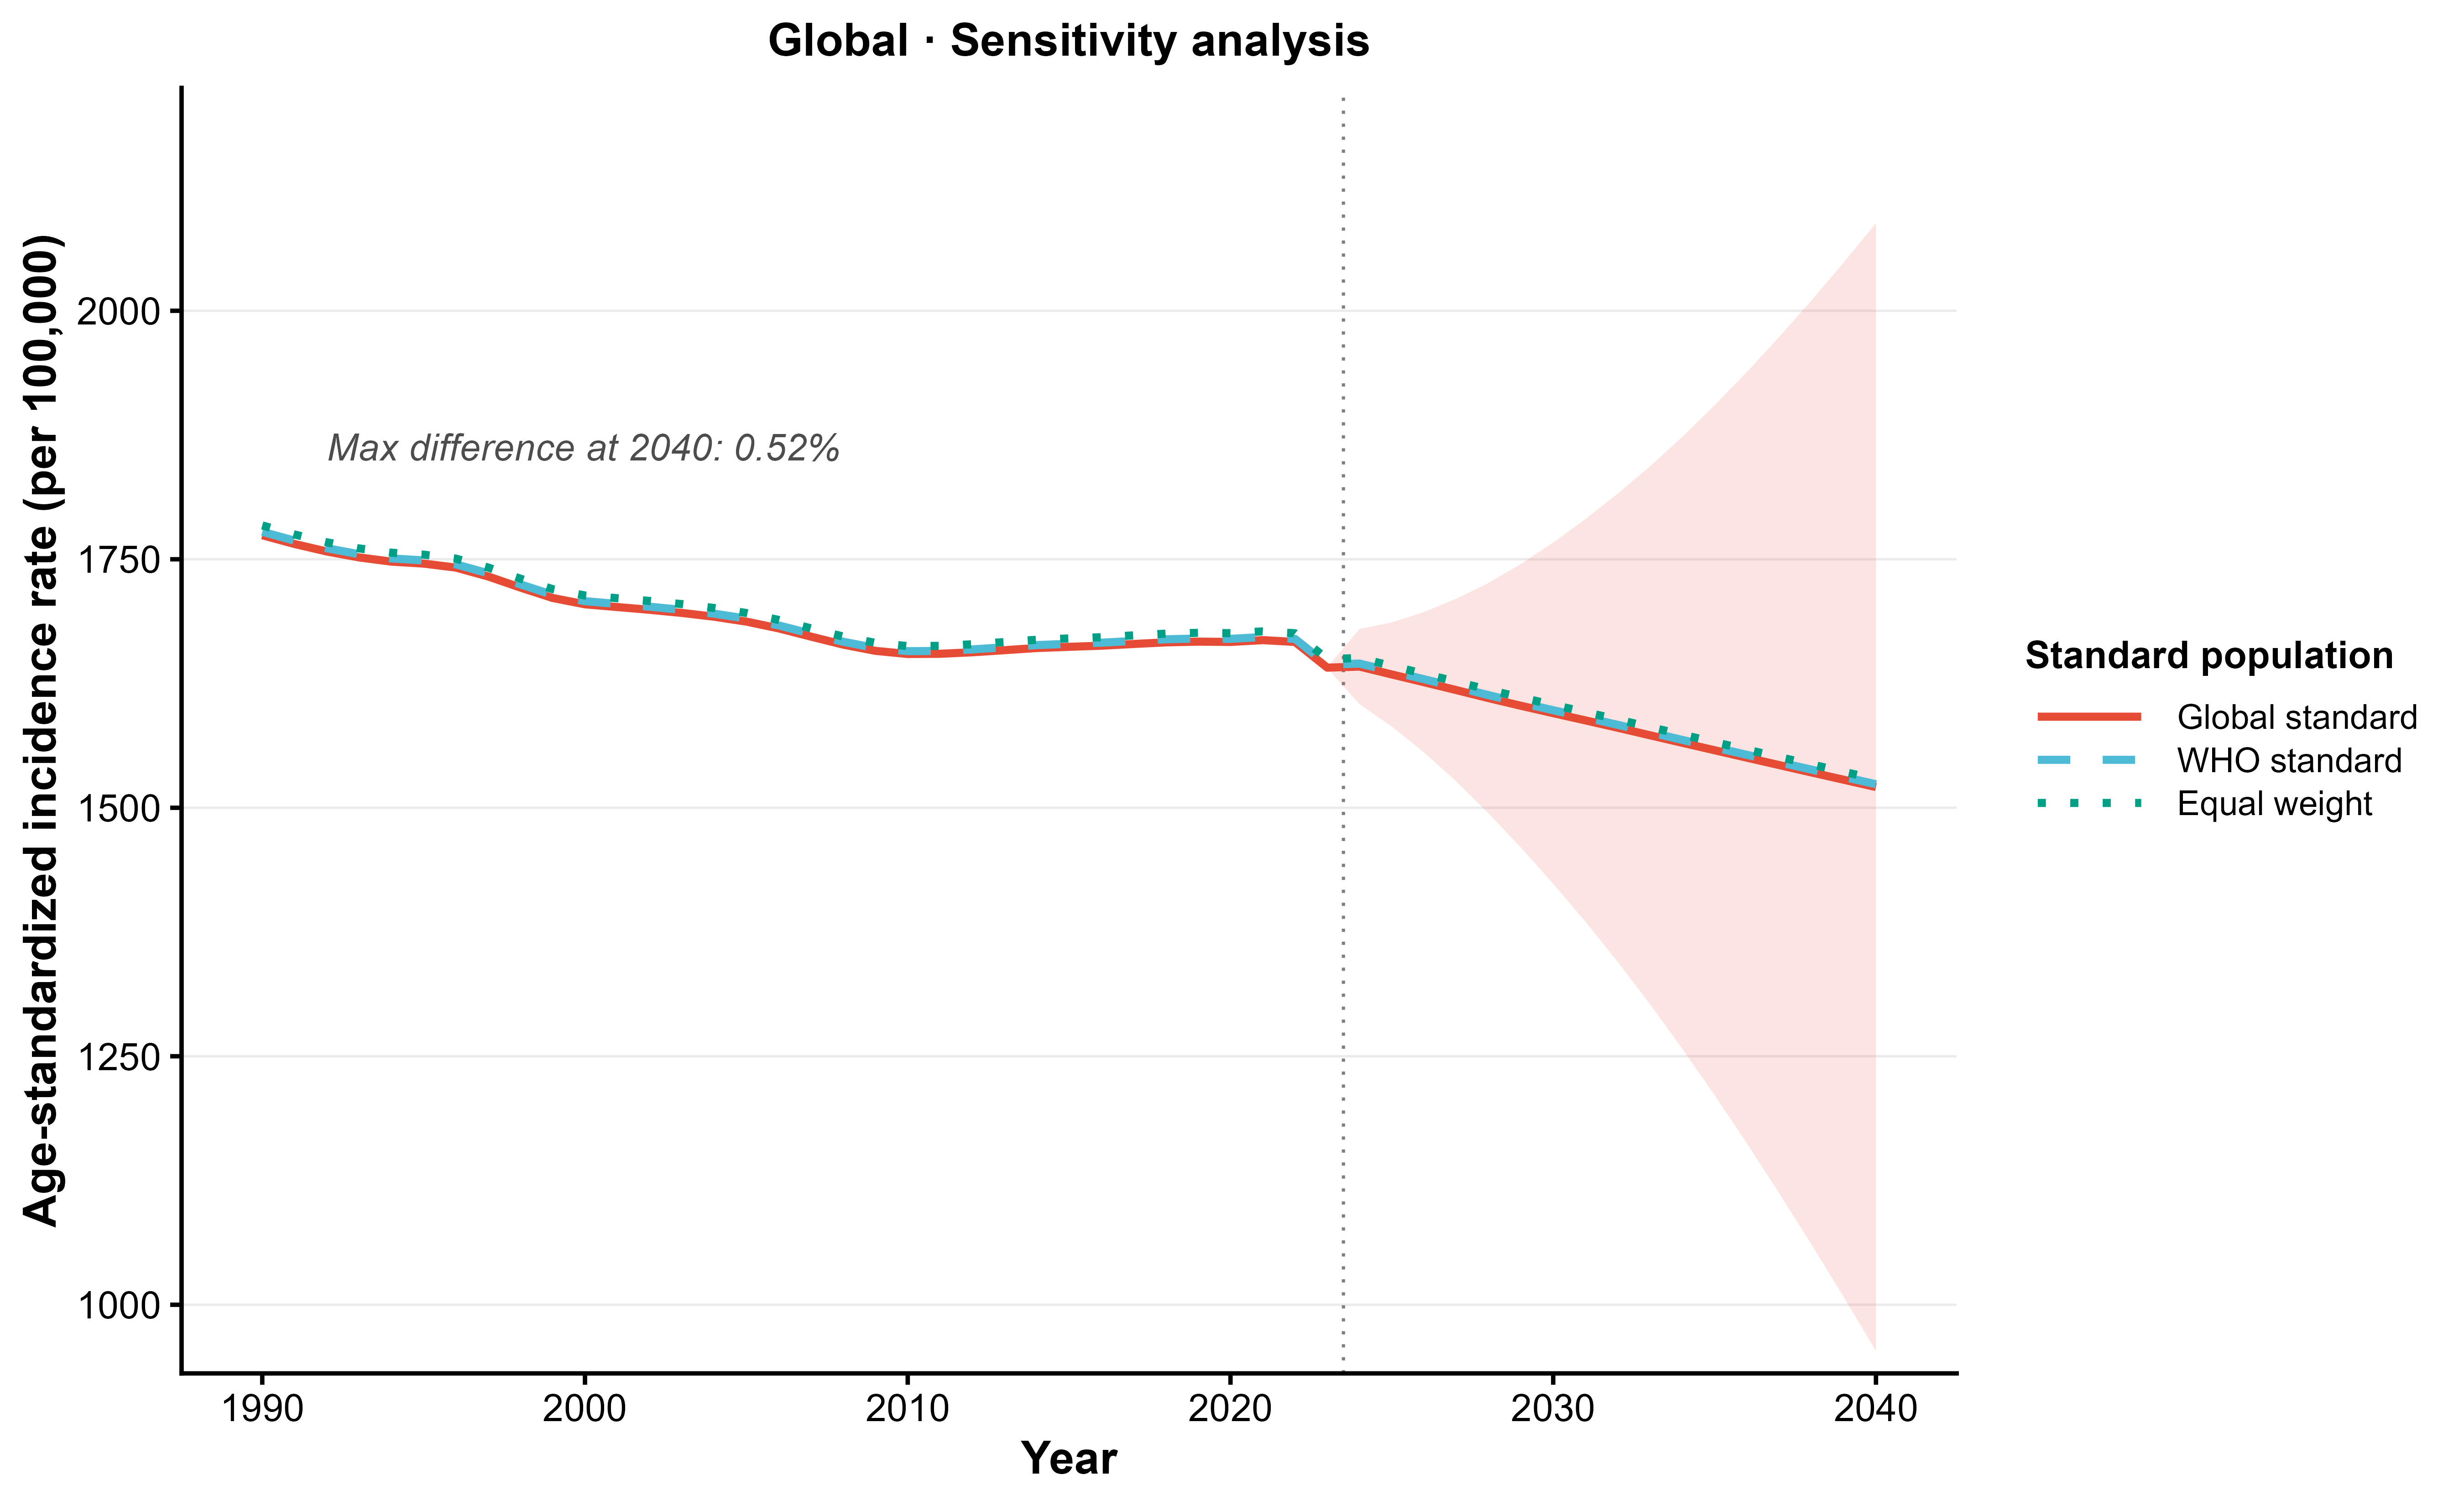 Global · Sensitivity analysis
Age-standardized incidence rate (per 100,000)
2000
1750
1500
1250
1000
Max difference at 2040: 0.52%
1990
2000
2010
2020
2030
2040
Year
Standard population
Global standard
WHO standard
Equal weight